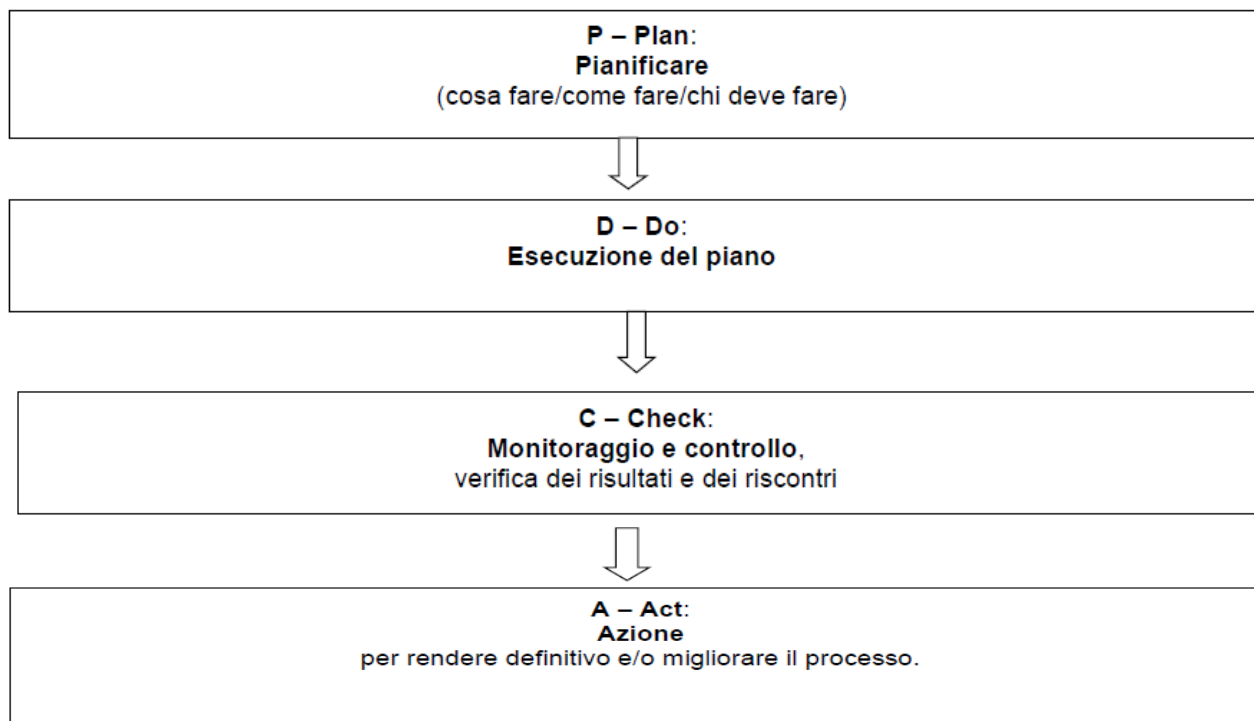 P – Plan:
Pianificare
(cosa fare/come fare/chi deve fare)
D – Do:
Esecuzione del piano
C – Check:
Monitoraggio e controllo,
verifica dei risultati e dei riscontri
A – Act:
Azione
per rendere definitivo e/o migliorare il processo.